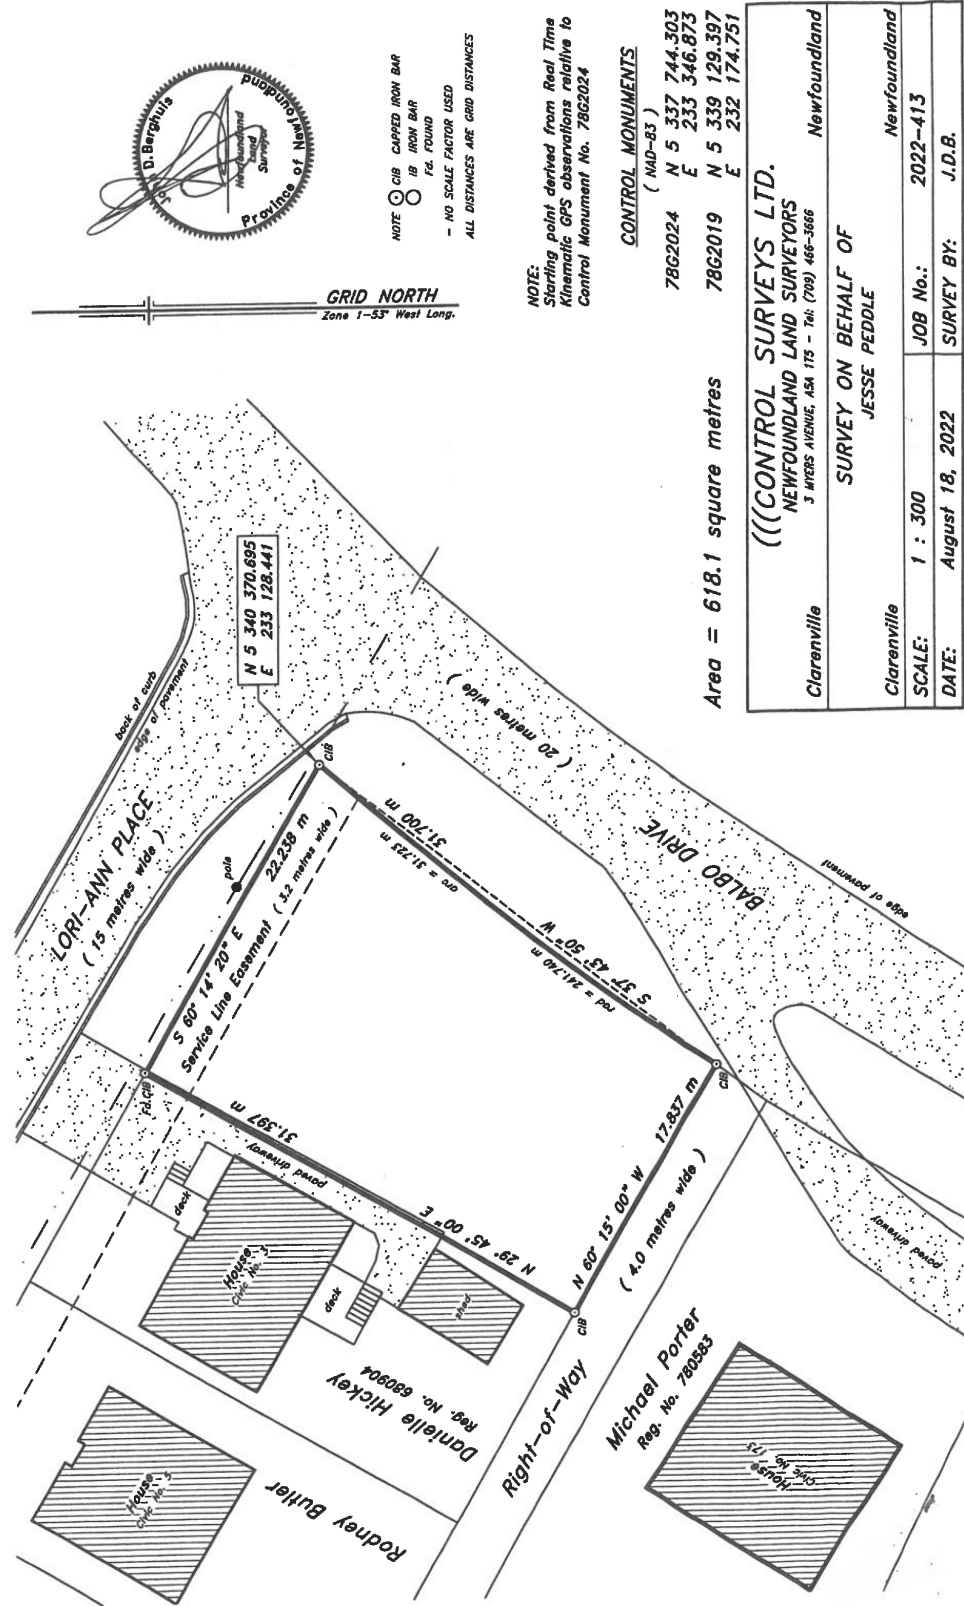 John D. Berghuis
Newfoundland
Land
Surveyor
Province of Newfoundland
NOTE CIB CAPPED IRON BAR
IB IRON BAR
Fd. FOUND
- NO SCALE FACTOR USED
ALL DISTANCES ARE GRID DISTANCES
GRID NORTH
Zone 1-53° West Long.
NOTE:
Starting point derived from Real Time
Kinematic GPS observations relative to
Control Monument No. 78G2024
CONTROL MONUMENTS
( NAD-83 )
78G2024 N 5 337 744.303
E 233 346.873
78G2019 N 5 339 129.397
E 232 174.751
N 5 340 370.695
E 233 128.441
back of curb
edge of pavement
LORI-ANN PLACE
( 15 metres wide )
pole
CIB
Fd.CIB
S 60° 14' 20" E
22.238 m
Service Line Easement ( 3.2 metres wide )
31.700 m
arc = 31.723 m
S 37° 43' 50" W
rad = 241.740 m
( 20 metres wide )
BALBO DRIVE
edge of pavement
31.397 m
N 29° 45' 00" E
paved driveway
deck
House
Civic No. 3
deck
shed
CIB
N 60° 15' 00" W
17.837 m
CIB
( 4.0 metres wide )
Right-of-Way
paved driveway
Danielle Hickey
Reg. No. 680904
House
Civic No. 5
Rodney Butler
Michael Porter
Reg. No. 780583
House
Civic No. 173
Area = 618.1 square metres
(((CONTROL SURVEYS LTD.
NEWFOUNDLAND LAND SURVEYORS
3 MYERS AVENUE, A5A 1T5 - Tel: (709) 466-3666
Clarenville Newfoundland
SURVEY ON BEHALF OF
JESSE PEDDLE
Clarenville Newfoundland
SCALE: 1 : 300 JOB No.: 2022-413
DATE: August 18, 2022 SURVEY BY: J.D.B.